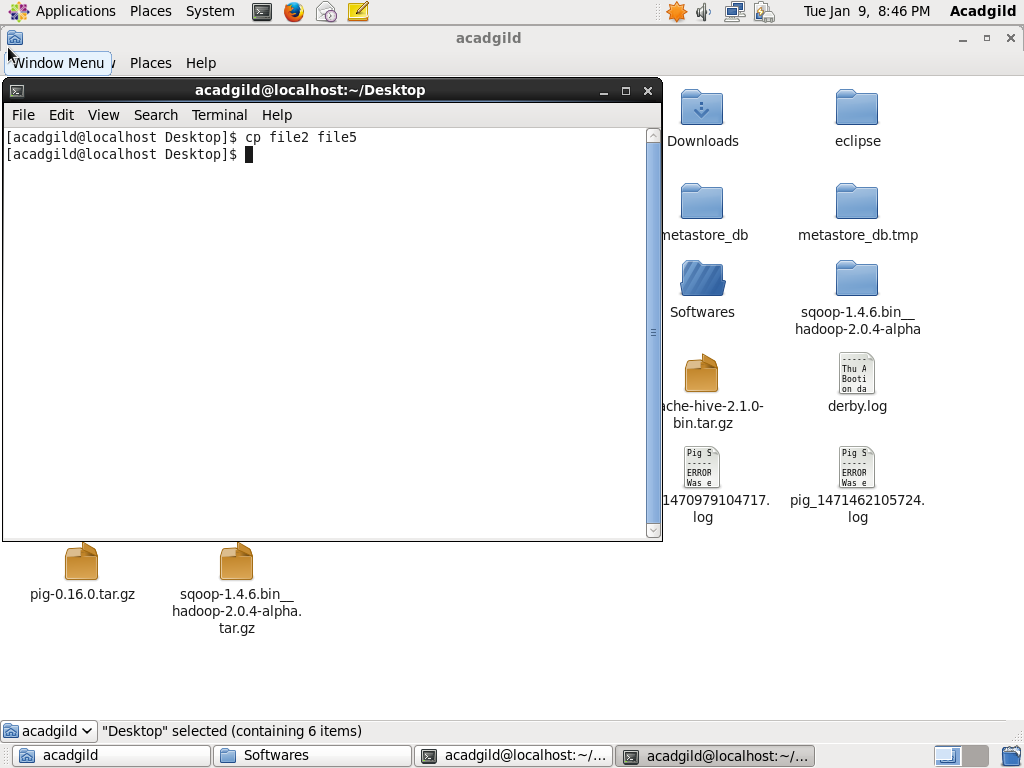 Applications Places System Tue Jan 9, 8:46 PM Acadgild
acadgild
Window Menu Places Help
acadgild@localhost:~/Desktop
File Edit View Search Terminal Help
[acadgild@localhost Desktop]$ cp file2 file5
[acadgild@localhost Desktop]$
Downloads eclipse
metastore_db metastore_db.tmp
Softwares sqoop-1.4.6.bin__
hadoop-2.0.4-alpha
Thu A
Booti
on da
ache-hive-2.1.0- derby.log
bin.tar.gz
Pig S Pig S
ERROR ERROR
Was e Was e
1470979104717. pig_1471462105724.
log log
pig-0.16.0.tar.gz sqoop-1.4.6.bin__
hadoop-2.0.4-alpha.
tar.gz
acadgild "Desktop" selected (containing 6 items)
acadgild Softwares acadgild@localhost:~/... acadgild@localhost:~/...